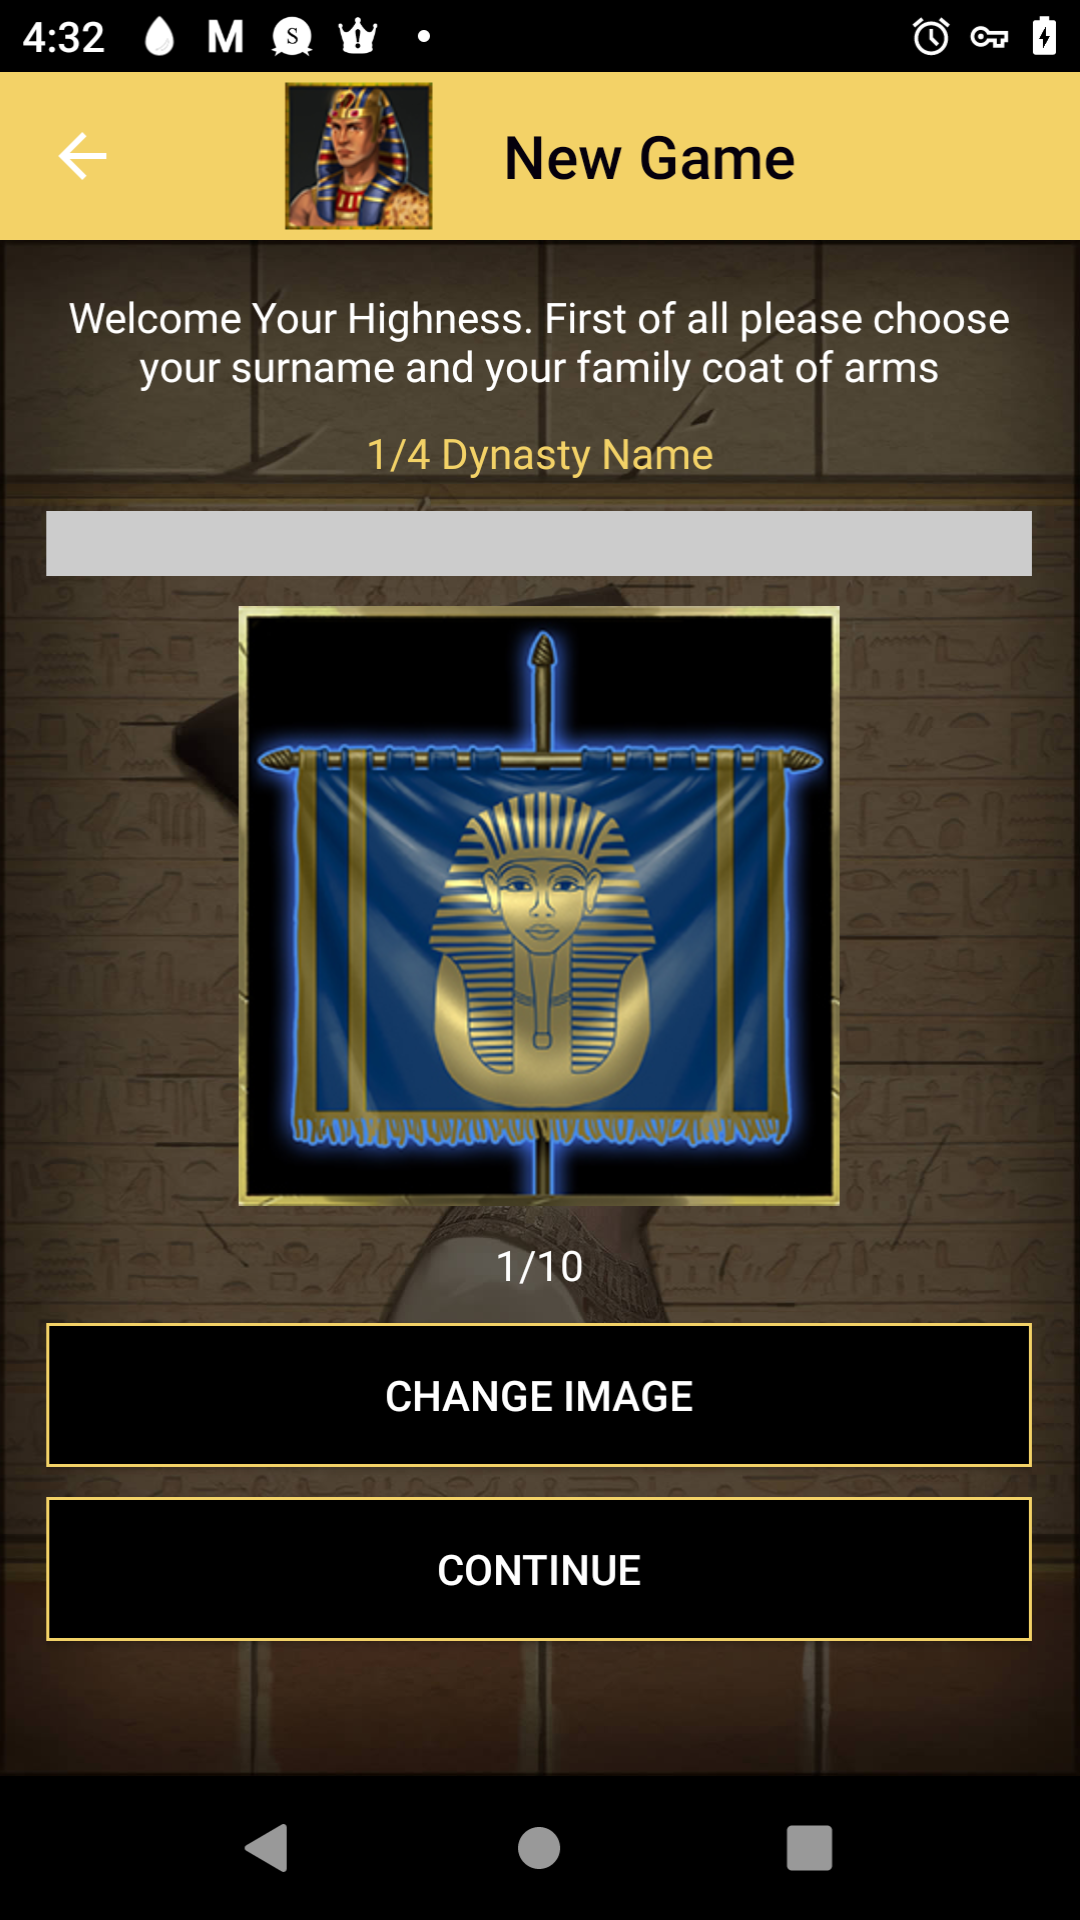 4:32
M
S
New Game
Welcome Your Highness. First of all please choose
your surname and your family coat of arms
1/4 Dynasty Name
1/10
CHANGE IMAGE
CONTINUE